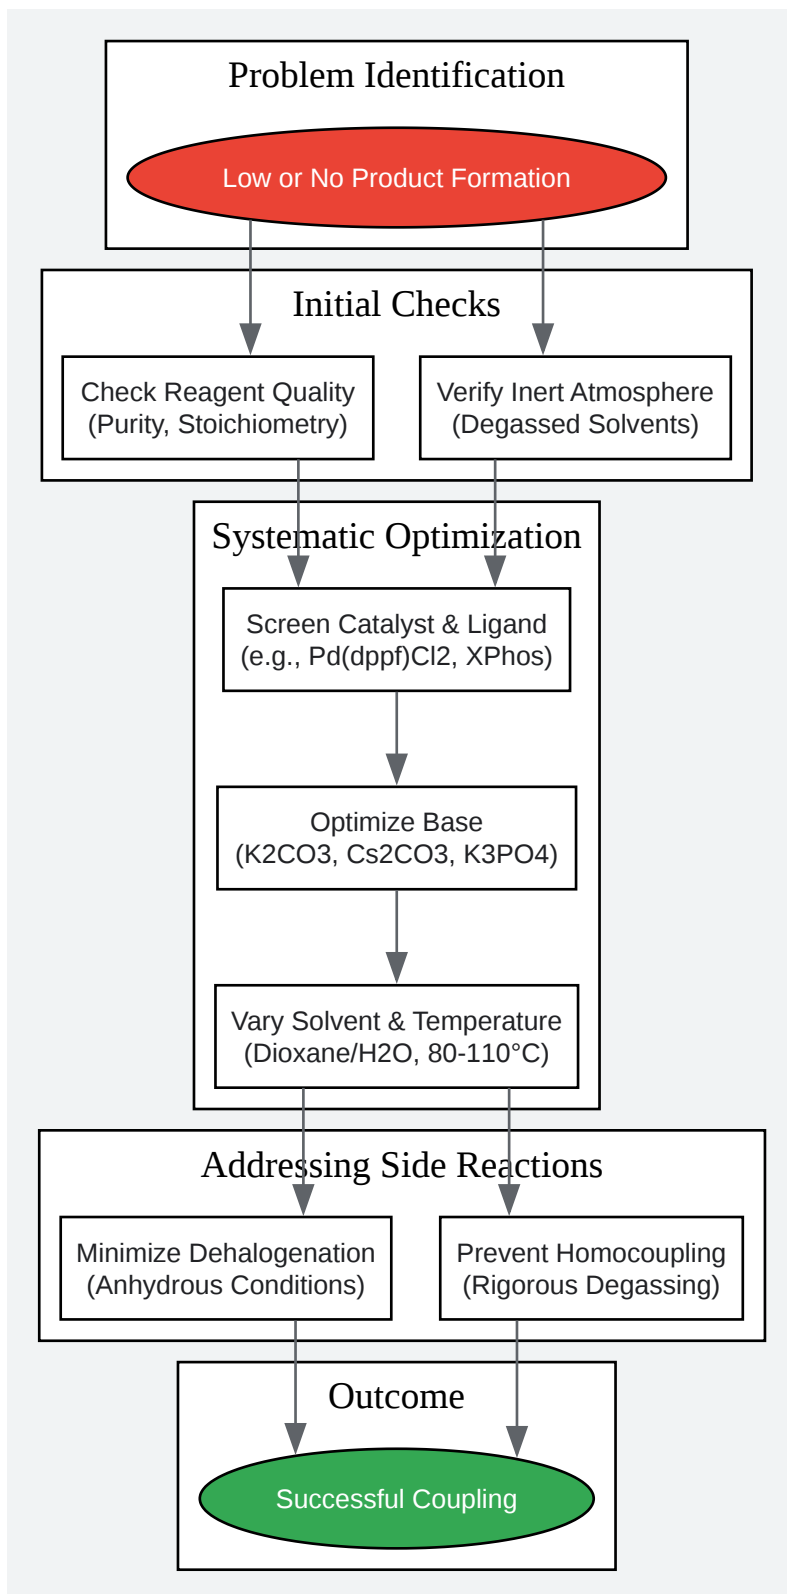 Problem Identification
Low or No Product Formation
Initial Checks
Check Reagent Quality
(Purity, Stoichiometry)
Verify Inert Atmosphere
(Degassed Solvents)
Systematic Optimization
Screen Catalyst & Ligand
(e.g., Pd(dppf)Cl2, XPhos)
Optimize Base
(K2CO3, Cs2CO3, K3PO4)
Vary Solvent & Temperature
(Dioxane/H2O, 80-110°C)
Addressing Side Reactions
Minimize Dehalogenation
(Anhydrous Conditions)
Prevent Homocoupling
(Rigorous Degassing)
Outcome
Successful Coupling